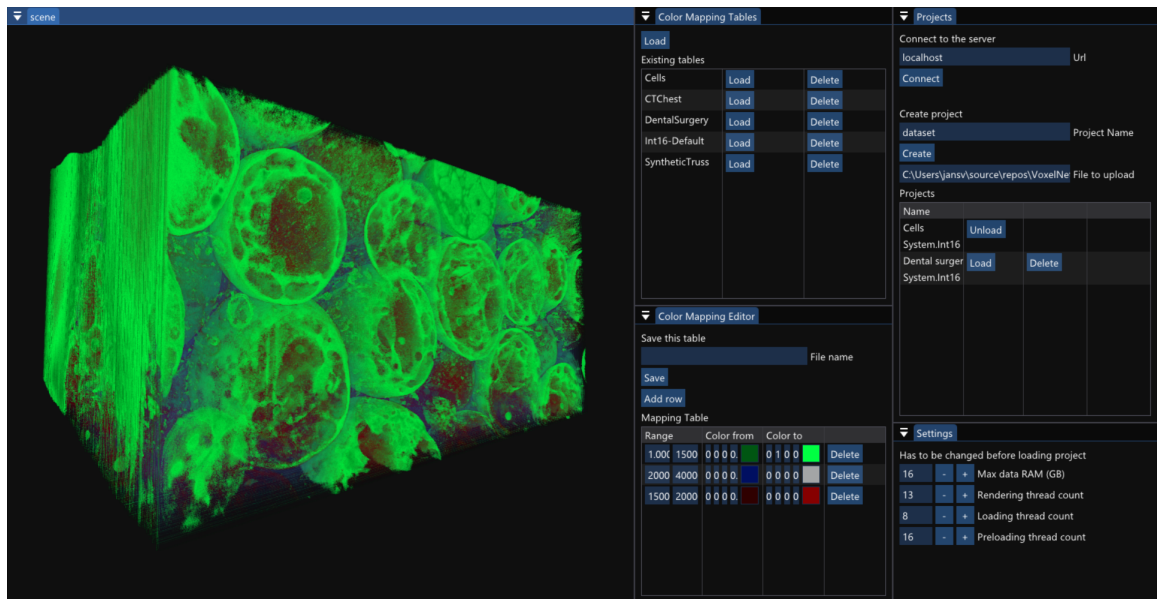 scene
Color Mapping Tables
Load
Existing tables
Cells Load Delete
CTChest Load Delete
DentalSurgery Load Delete
Int16-Default Load Delete
SyntheticTruss Load Delete
Color Mapping Editor
Save this table
File name
Save
Add row
Mapping Table
Range Color from Color to
1.00 1500 0 0 0 0. 0 1 0 0 Delete
2000 4000 0 0 0 0. 0 0 0 0 Delete
1500 2000 0 0 0 0. 0 0 0 0 Delete
Projects
Connect to the server
localhost Url
Connect
Create project
dataset Project Name
Create
C:\Users\jansv\source\repos\VoxelNe File to upload
Projects
Name
Cells Unload
System.Int16
Dental surger Load Delete
System.Int16
Settings
Has to be changed before loading project
16 - + Max data RAM (GB)
13 - + Rendering thread count
8 - + Loading thread count
16 - + Preloading thread count